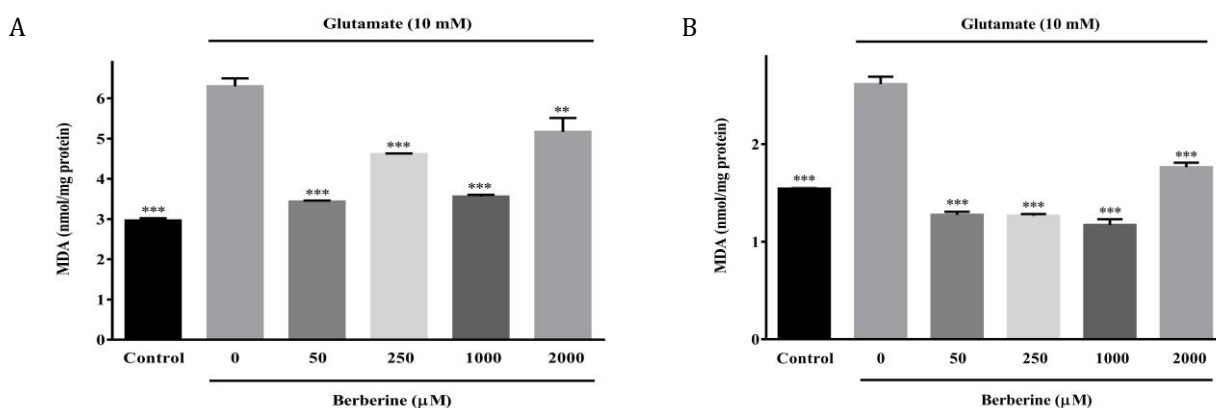 A
Glutamate (10 mM)
MDA (nmol/mg protein)
6
5
4
3
2
1
0
***
***
***
***
**
Control 0 50 250 1000 2000
Berberine (μM)
B
Glutamate (10 mM)
MDA (nmol/mg protein)
2
1
0
***
***
***
***
***
Control 0 50 250 1000 2000
Berberine (μM)